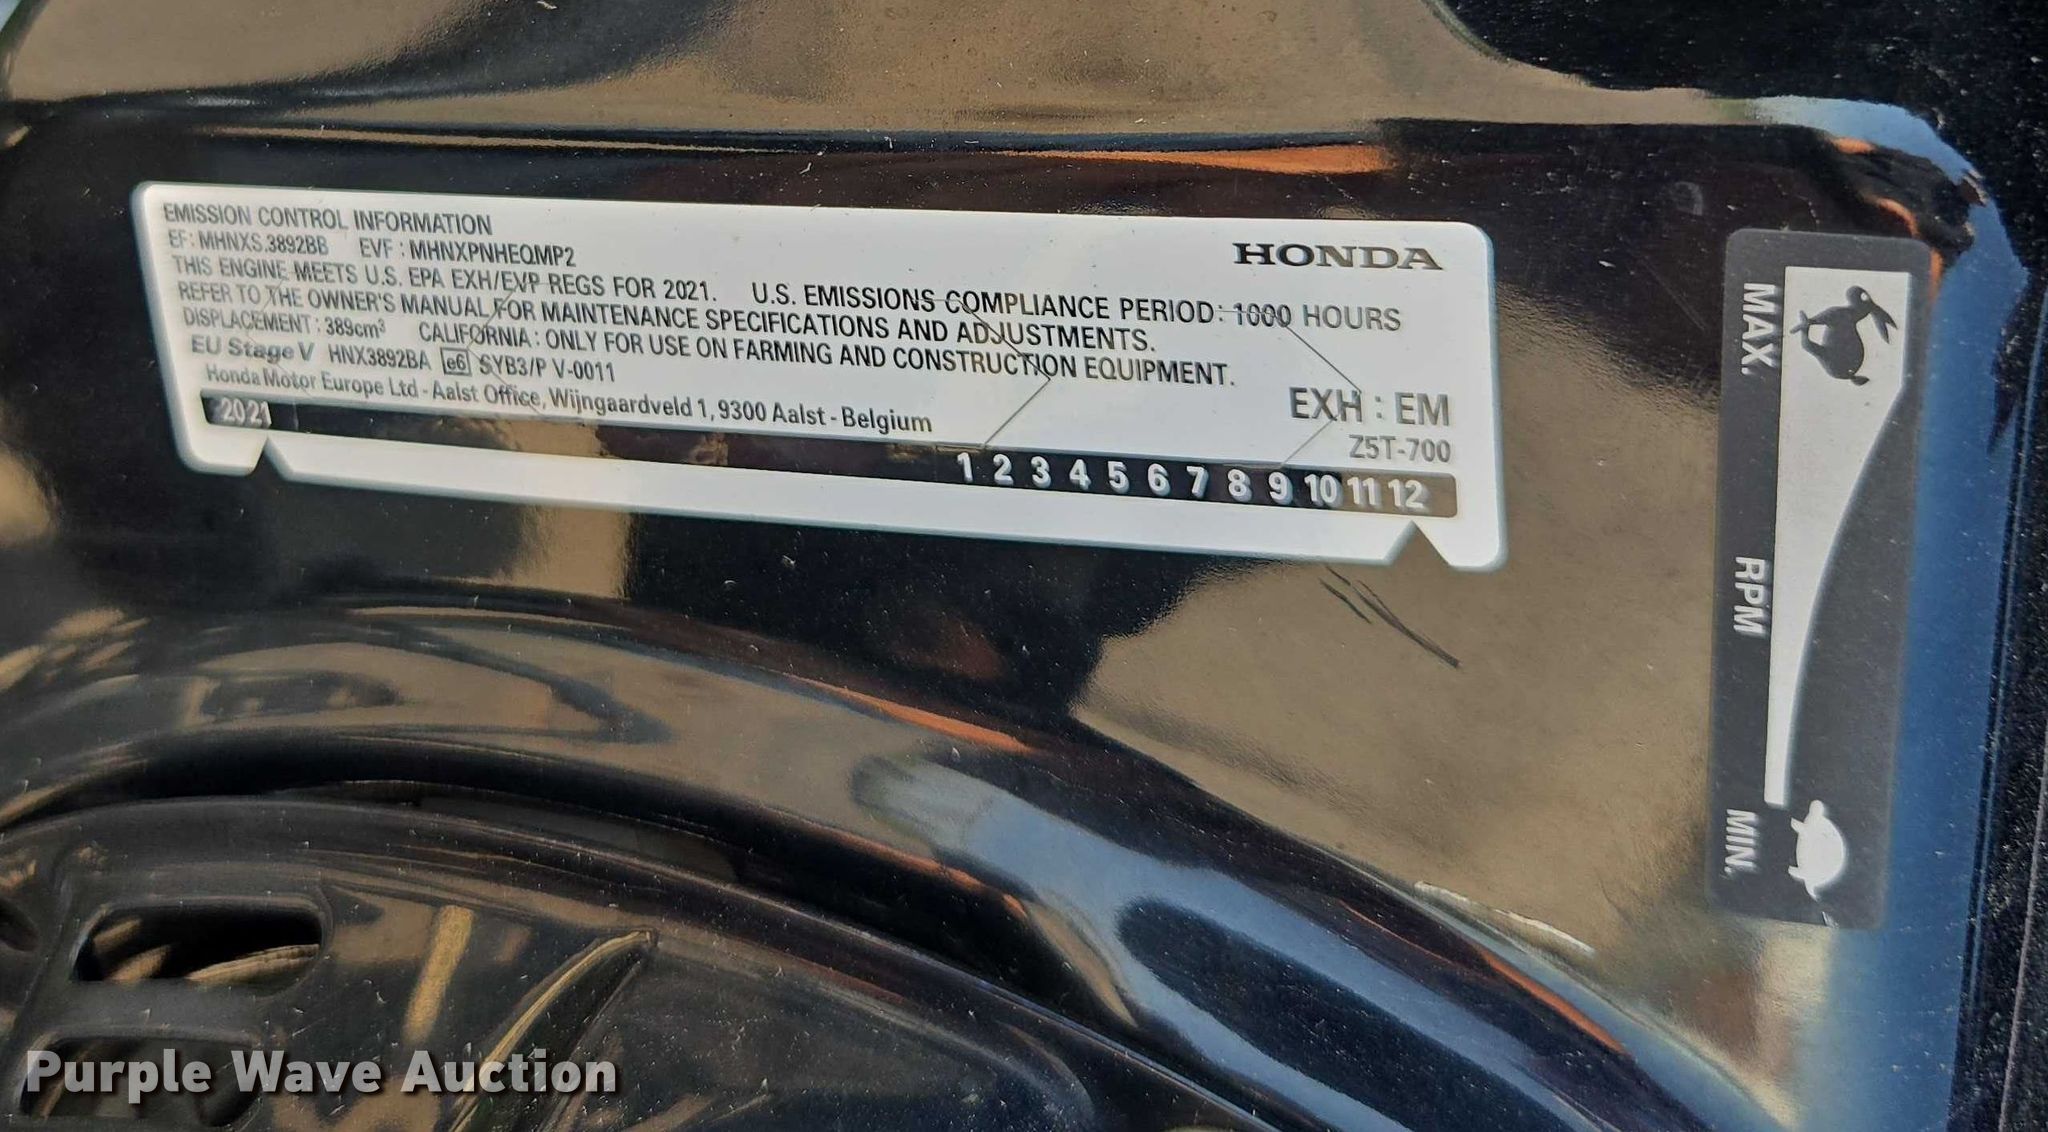 EMISSION CONTROL INFORMATION
HONDA
EF: MHNXS.3892BB EVF : MHNXPNHEQMP2
THIS ENGINE MEETS U.S. EPA EXH/EVP REGS FOR 2021. U.S. EMISSIONS COMPLIANCE PERIOD: 1000 HOURS
REFER TO THE OWNER'S MANUAL FOR MAINTENANCE SPECIFICATIONS AND ADJUSTMENTS.
DISPLACEMENT : 389cm³ CALIFORNIA : ONLY FOR USE ON FARMING AND CONSTRUCTION EQUIPMENT.
EU Stage V HNX3892BA e6 SYB3/P V-0011
EXH : EM
Honda Motor Europe Ltd - Aalst Office, Wijngaardveld 1, 9300 Aalst - Belgium
Z5T-700
2021
1 2 3 4 5 6 7 8 9 10 11 12
MAX.
RPM
MIN.
Purple Wave Auction